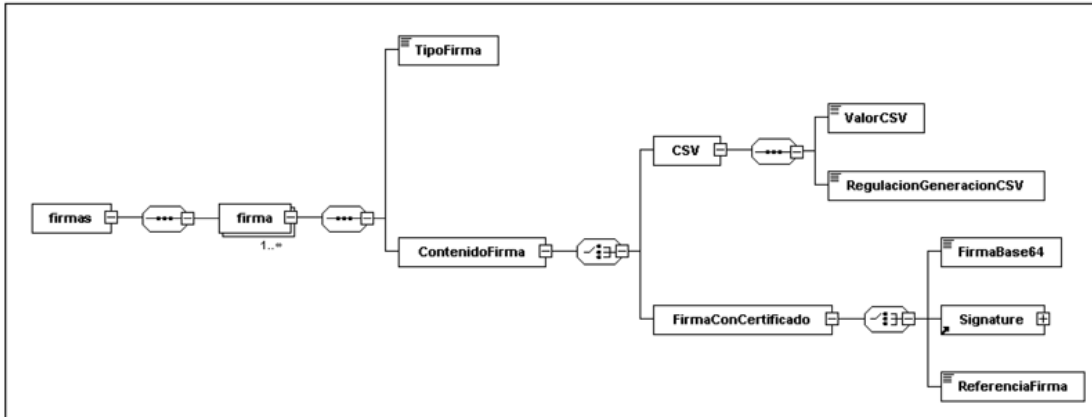 TipoFirma
ValorCSV
CSV
RegulacionGeneracionCSV
firmas
firma
1..∞
ContenidoFirma
FirmaBase64
FirmaConCertificado
Signature
ReferenciaFirma